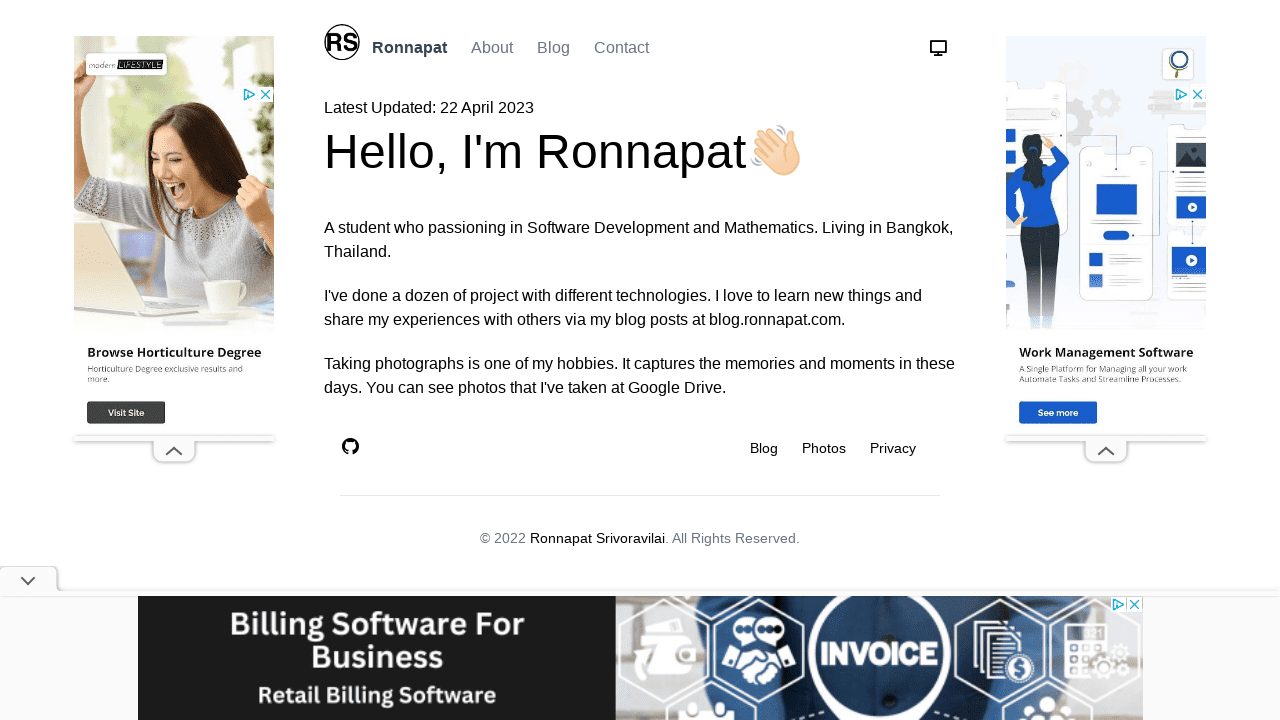 RS
Ronnapat About Blog Contact
Latest Updated: 22 April 2023
Hello, I'm Ronnapat👋🏻
A student who passioning in Software Development and Mathematics. Living in Bangkok,
Thailand.
I've done a dozen of project with different technologies. I love to learn new things and
share my experiences with others via my blog posts at blog.ronnapat.com.
Taking photographs is one of my hobbies. It captures the memories and moments in these
days. You can see photos that I've taken at Google Drive.
Blog Photos Privacy
© 2022 Ronnapat Srivoravilai. All Rights Reserved.
modern LIFESTYLE
Browse Horticulture Degree
Horticulture Degree exclusive results and
more.
Visit Site
Work Management Software
A Single Platform for Managing all your work
Automate Tasks and Streamline Processes.
See more
Billing Software For
Business
Retail Billing Software
INVOICE
321